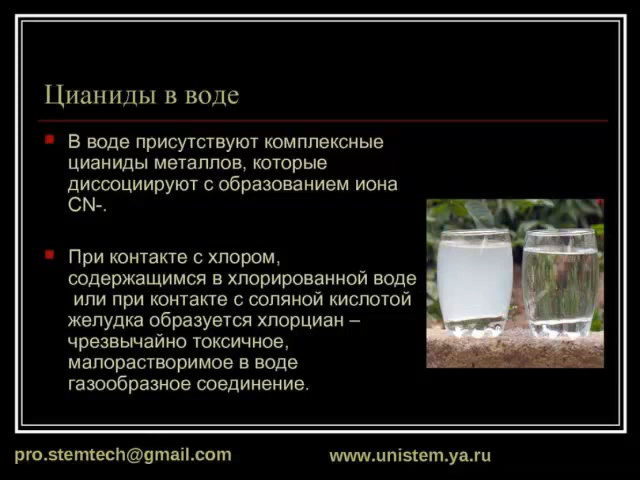 Цианиды в воде
В воде присутствуют комплексные
цианиды металлов, которые
диссоциируют с образованием иона
CN-.
При контакте с хлором,
содержащимся в хлорированной воде
или при контакте с соляной кислотой
желудка образуется хлорциан –
чрезвычайно токсичное,
малорастворимое в воде
газообразное соединение.
pro.stemtech@gmail.com
www.unistem.ya.ru